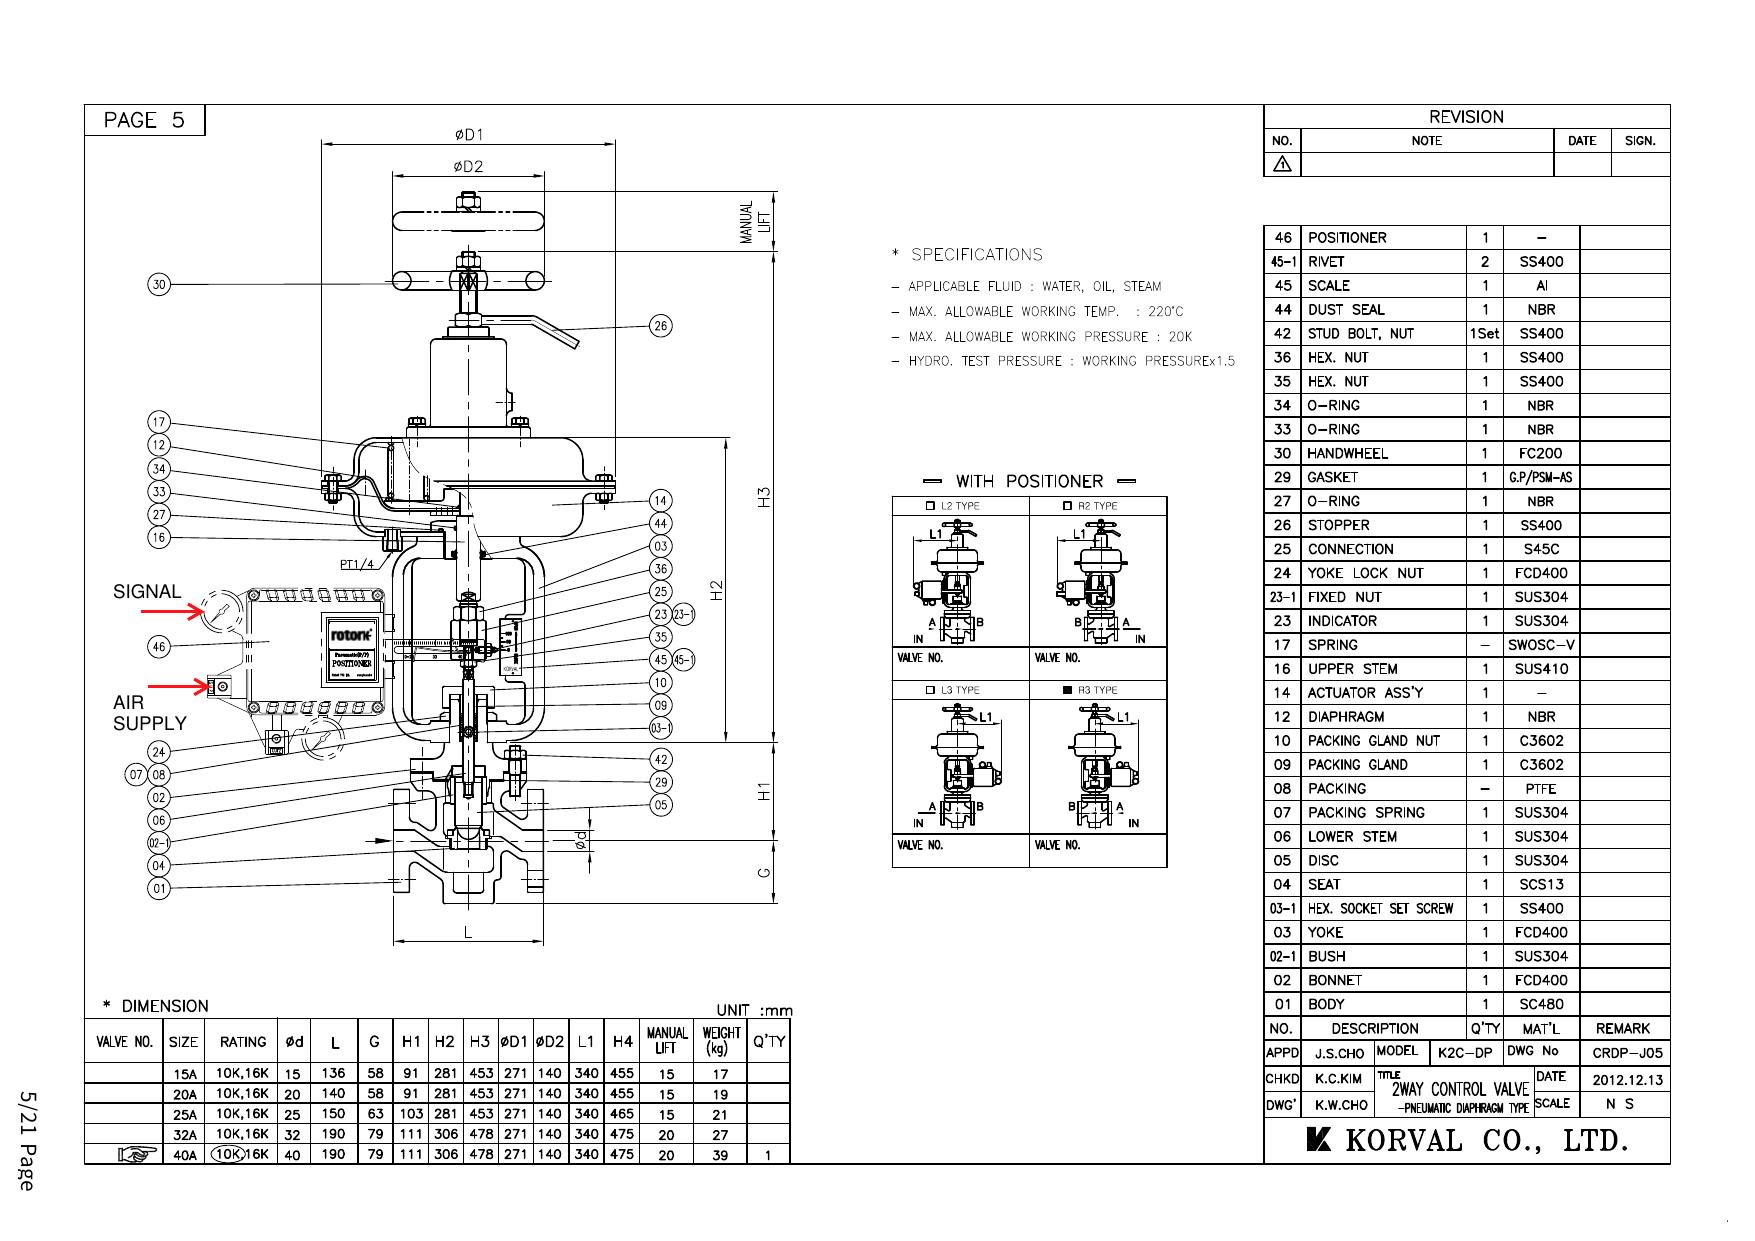 PAGE 5
øD1
øD2
MANUAL LIFT
30
26
17
12
34
33
27
16
PT1/4
14
44
03
36
25
23 23-1
35
45 45-1
10
09
03-1
42
29
05
H3
H2
H1
G
ød
L
SIGNAL
46
AIR
SUPPLY
rotork
Pneumatic(P/P)
POSITIONER
KORVAL
24
07 08
02
06
02-1
04
01
* SPECIFICATIONS
– APPLICABLE FLUID : WATER, OIL, STEAM
– MAX. ALLOWABLE WORKING TEMP. : 220°C
– MAX. ALLOWABLE WORKING PRESSURE : 20K
– HYDRO. TEST PRESSURE : WORKING PRESSUREx1.5
– WITH POSITIONER –
□ L2 TYPE □ R2 TYPE
L1 L1
A B B A
IN IN
VALVE NO. VALVE NO.
□ L3 TYPE ■ R3 TYPE
L1 L1
A B B A
IN IN
VALVE NO. VALVE NO.
REVISION
NO. NOTE DATE SIGN.
1
46 POSITIONER 1 –
45-1 RIVET 2 SS400
45 SCALE 1 Al
44 DUST SEAL 1 NBR
42 STUD BOLT, NUT 1Set SS400
36 HEX. NUT 1 SS400
35 HEX. NUT 1 SS400
34 O–RING 1 NBR
33 O–RING 1 NBR
30 HANDWHEEL 1 FC200
29 GASKET 1 G.P/PSM-AS
27 O–RING 1 NBR
26 STOPPER 1 SS400
25 CONNECTION 1 S45C
24 YOKE LOCK NUT 1 FCD400
23-1 FIXED NUT 1 SUS304
23 INDICATOR 1 SUS304
17 SPRING – SWOSC–V
16 UPPER STEM 1 SUS410
14 ACTUATOR ASS'Y 1 –
12 DIAPHRAGM 1 NBR
10 PACKING GLAND NUT 1 C3602
09 PACKING GLAND 1 C3602
08 PACKING – PTFE
07 PACKING SPRING 1 SUS304
06 LOWER STEM 1 SUS304
05 DISC 1 SUS304
04 SEAT 1 SCS13
03-1 HEX. SOCKET SET SCREW 1 SS400
03 YOKE 1 FCD400
02-1 BUSH 1 SUS304
02 BONNET 1 FCD400
01 BODY 1 SC480
NO. DESCRIPTION Q'TY MAT'L REMARK
APPD J.S.CHO MODEL K2C–DP DWG No CRDP–J05
CHKD K.C.KIM TITLE 2WAY CONTROL VALVE DATE 2012.12.13
DWG' K.W.CHO –PNEUMATIC DIAPHRAGM TYPE SCALE N S
KORVAL CO., LTD.
* DIMENSION UNIT :mm
VALVE NO. SIZE RATING ød L G H1 H2 H3 øD1 øD2 L1 H4 MANUAL LIFT WEIGHT (kg) Q'TY
15A 10K,16K 15 136 58 91 281 453 271 140 340 455 15 17
20A 10K,16K 20 140 58 91 281 453 271 140 340 455 15 19
25A 10K,16K 25 150 63 103 281 453 271 140 340 465 15 21
32A 10K,16K 32 190 79 111 306 478 271 140 340 475 20 27
40A 10K,16K 40 190 79 111 306 478 271 140 340 475 20 39 1
5/21 Page